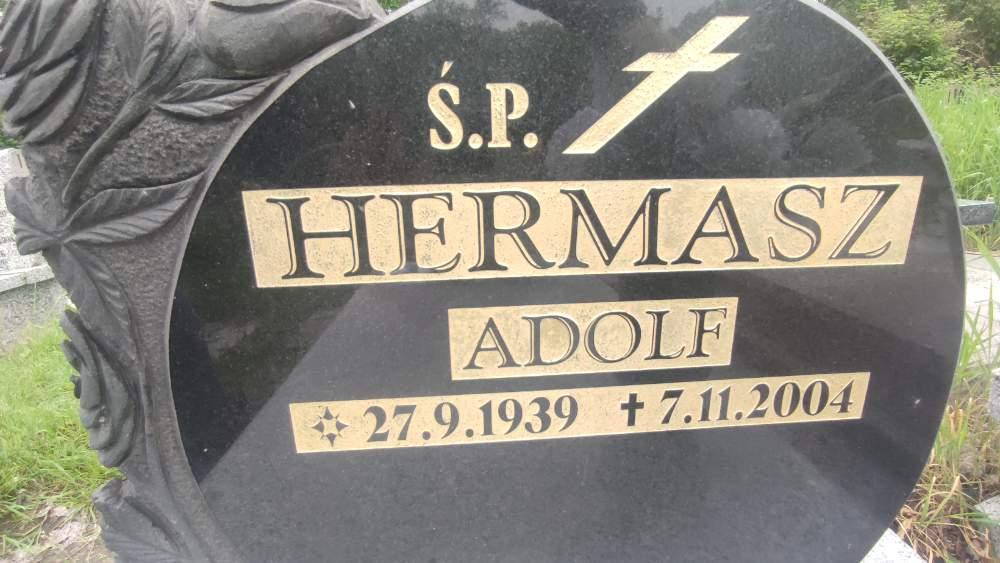 Ś.P.
HERMASZ
ADOLF
27.9.1939 ✝ 7.11.2004